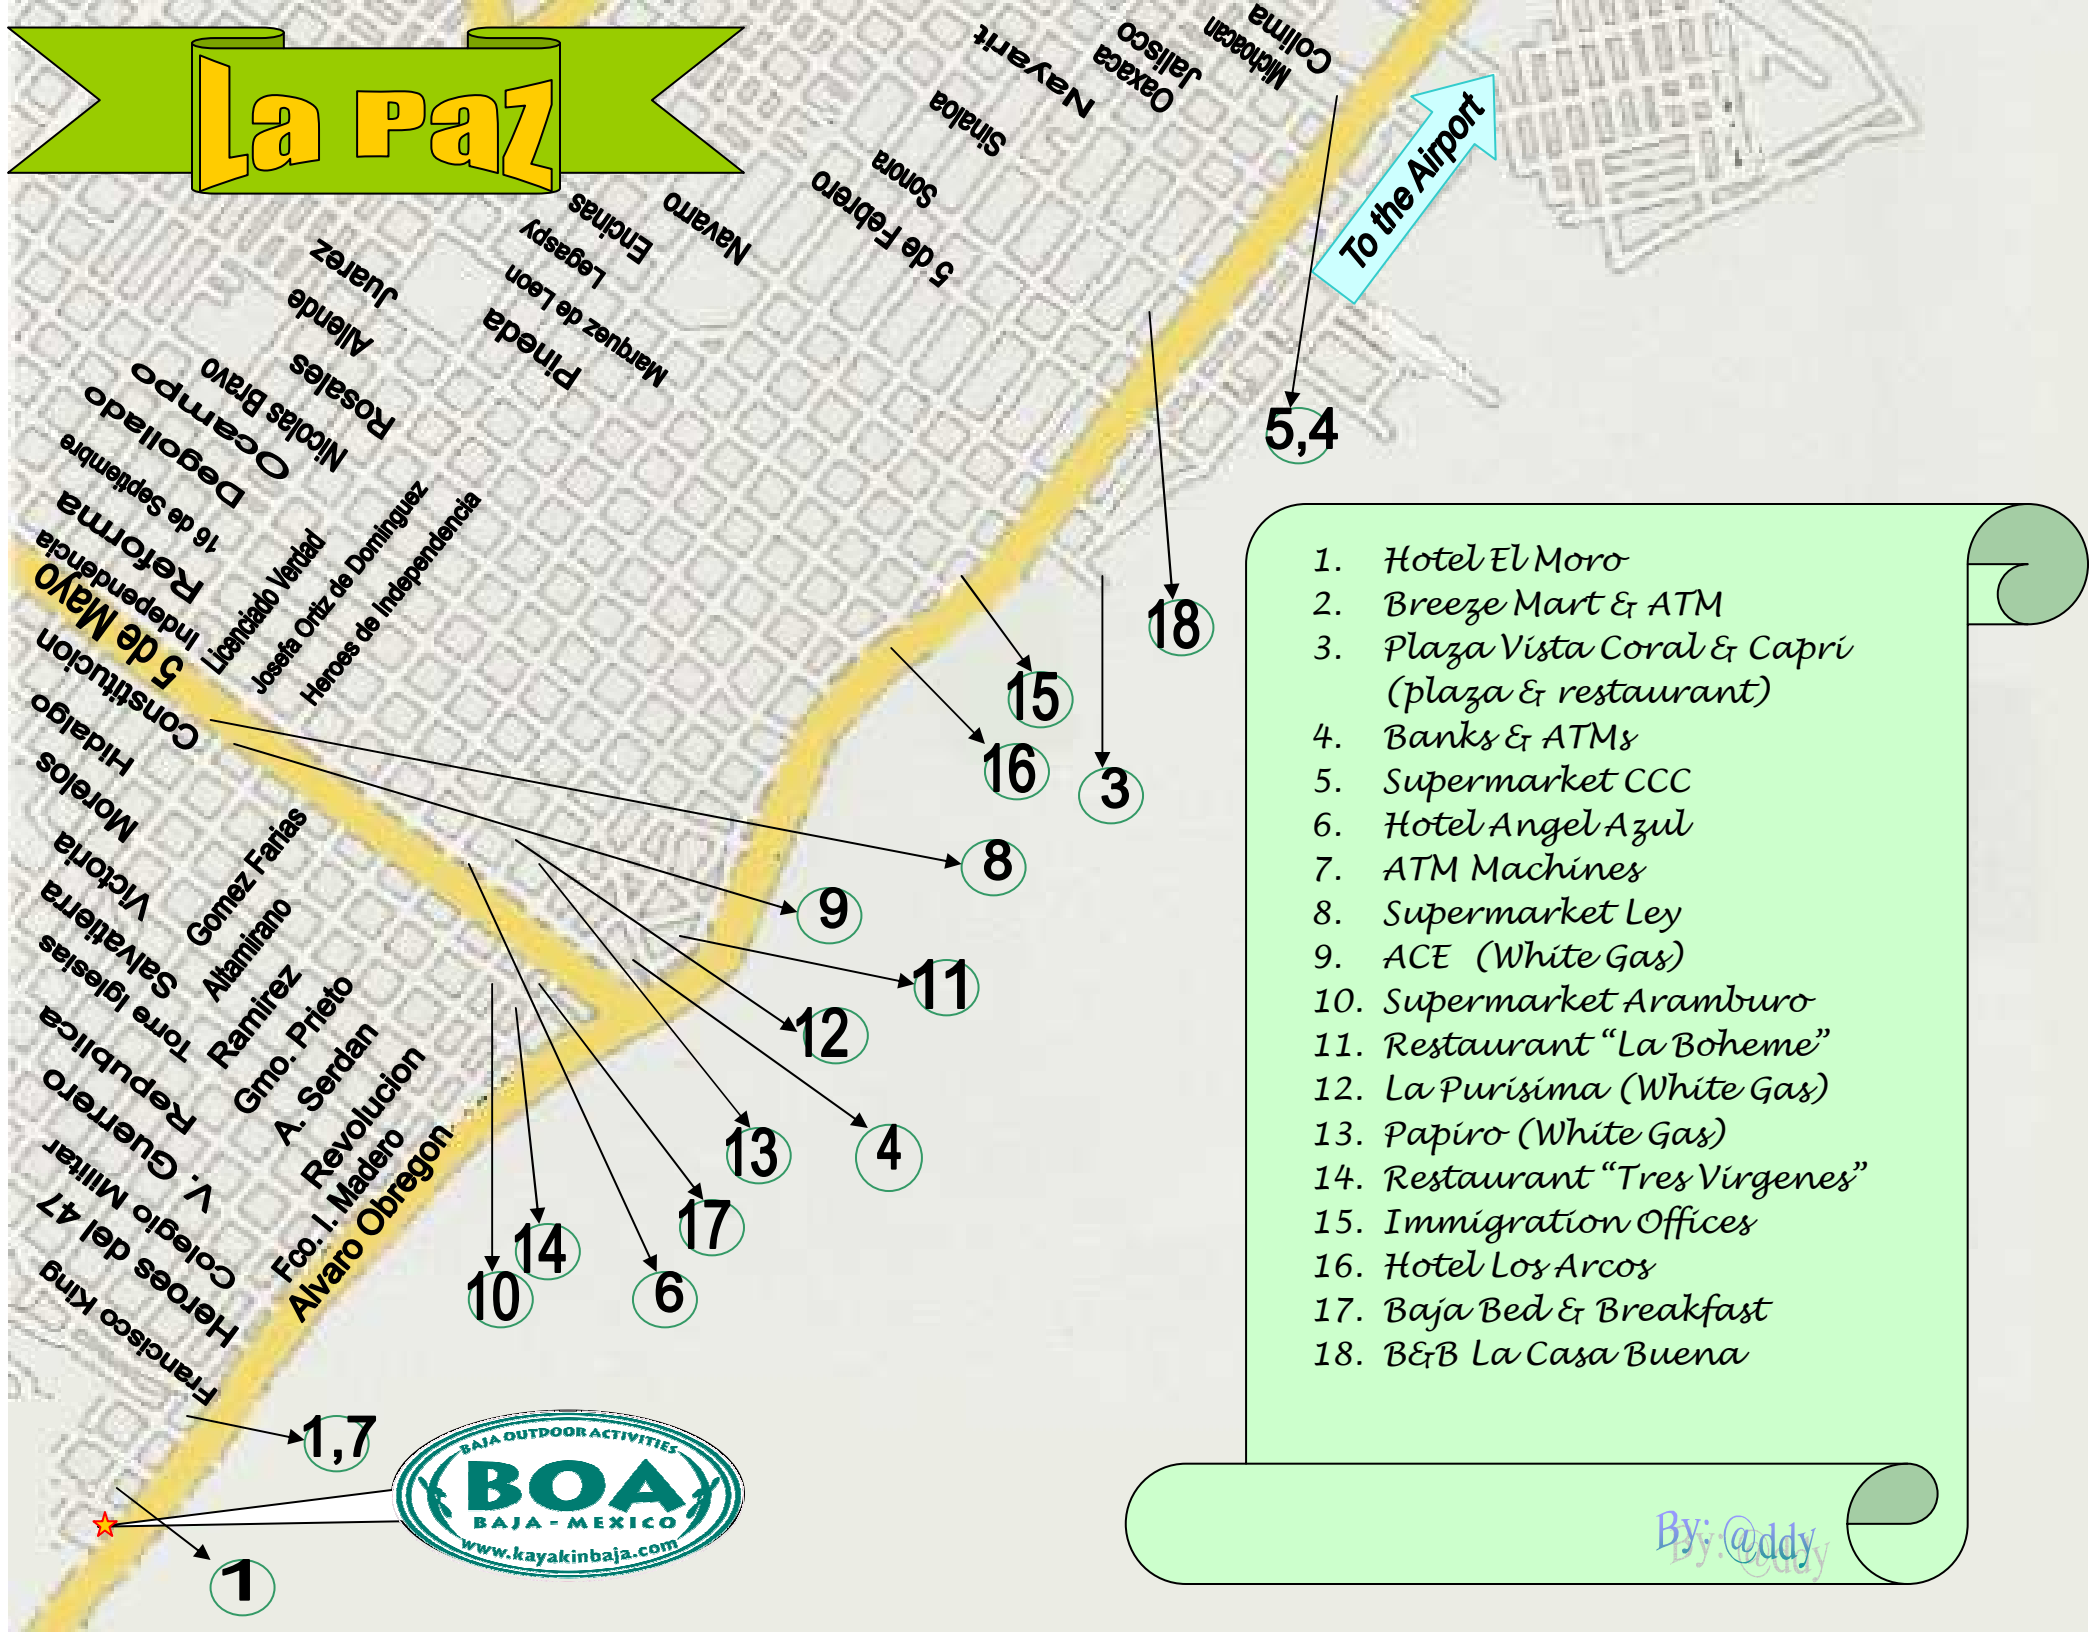 La Paz
Colima
Michoacan
Jalisco
Oaxaca
Nayarit
Sinaloa
Sonora
5 de Febrero
Navarro
Encinas
Legaspy
Marquez de Leon
Pineda
Juarez
Allende
Rosales
Nicolas Bravo
Ocampo
Degollado
16 de Septiembre
Reforma
Independencia
5 de Mayo
Constitucion
Hidalgo
Morelos
Victoria
Salvatierra
Torre Iglesias
Republica
V. Guerrero
Colegio Militar
Heroes del 47
Francisco King
Licenciado Verdad
Josefa Ortiz de Dominguez
Heroes de Independencia
Gomez Farias
Altamirano
Ramirez
Gmo. Prieto
A. Serdan
Revolucion
Fco. I. Madero
Alvaro Obregon
To the Airport
5,4
18
15
16
3
8
9
11
12
13
4
17
14
10
6
1,7
1
BAJA OUTDOOR ACTIVITIES
BOA
BAJA - MEXICO
www.kayakinbaja.com
1. Hotel El Moro
2. Breeze Mart & ATM
3. Plaza Vista Coral & Capri
(plaza & restaurant)
4. Banks & ATMs
5. Supermarket CCC
6. Hotel Angel Azul
7. ATM Machines
8. Supermarket Ley
9. ACE (White Gas)
10. Supermarket Aramburo
11. Restaurant “La Boheme”
12. La Purisima (White Gas)
13. Papiro (White Gas)
14. Restaurant “Tres Virgenes”
15. Immigration Offices
16. Hotel Los Arcos
17. Baja Bed & Breakfast
18. B&B La Casa Buena
By: @ddy